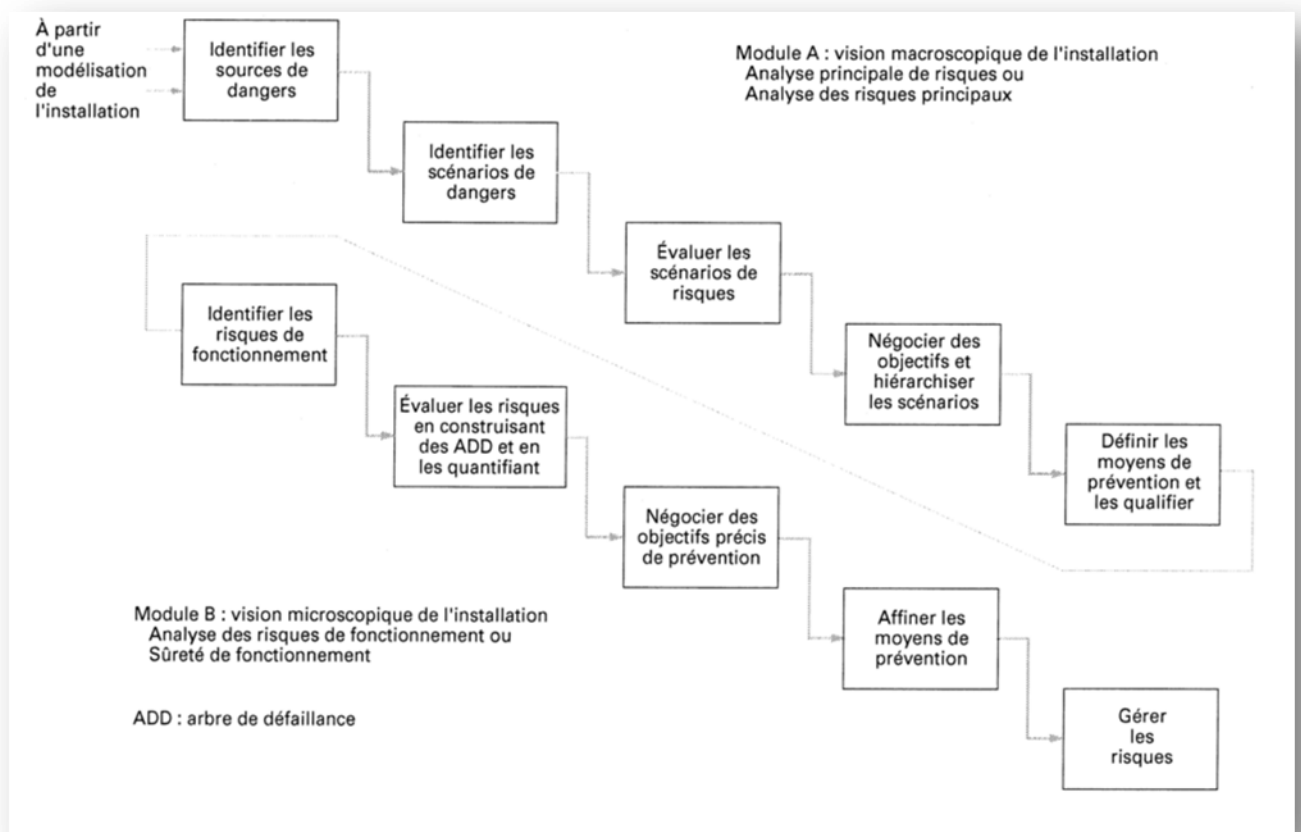 À partir
d'une
modélisation
de
l'installation
Identifier les
sources de
dangers
Module A : vision macroscopique de l'installation
Analyse principale de risques ou
Analyse des risques principaux
Identifier les
scénarios de
dangers
Évaluer les
scénarios de
risques
Négocier des
objectifs et
hiérarchiser
les scénarios
Définir les
moyens de
prévention et
les qualifier
Identifier les
risques de
fonctionnement
Évaluer les risques
en construisant
des ADD et en
les quantifiant
Négocier des
objectifs précis
de prévention
Affiner les
moyens de
prévention
Gérer
les
risques
Module B : vision microscopique de l'installation
Analyse des risques de fonctionnement ou
Sûreté de fonctionnement
ADD : arbre de défaillance